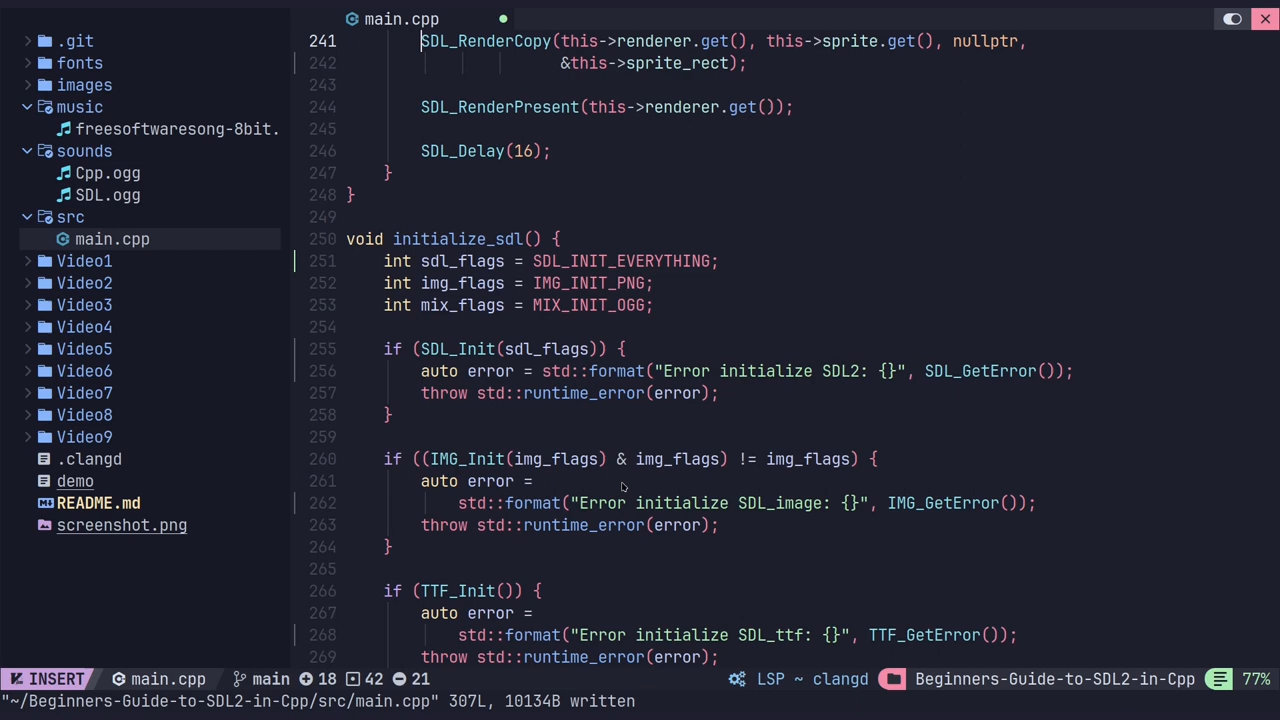 main.cpp
.git
fonts
images
music
freesoftwaresong-8bit.
sounds
Cpp.ogg
SDL.ogg
src
main.cpp
Video1
Video2
Video3
Video4
Video5
Video6
Video7
Video8
Video9
.clangd
demo
README.md
screenshot.png
241 SDL_RenderCopy(this->renderer.get(), this->sprite.get(), nullptr,
242 &this->sprite_rect);
243
244 SDL_RenderPresent(this->renderer.get());
245
246 SDL_Delay(16);
247 }
248 }
249
250 void initialize_sdl() {
251 int sdl_flags = SDL_INIT_EVERYTHING;
252 int img_flags = IMG_INIT_PNG;
253 int mix_flags = MIX_INIT_OGG;
254
255 if (SDL_Init(sdl_flags)) {
256 auto error = std::format("Error initialize SDL2: {}", SDL_GetError());
257 throw std::runtime_error(error);
258 }
259
260 if ((IMG_Init(img_flags) & img_flags) != img_flags) {
261 auto error =
262 std::format("Error initialize SDL_image: {}", IMG_GetError());
263 throw std::runtime_error(error);
264 }
265
266 if (TTF_Init()) {
267 auto error =
268 std::format("Error initialize SDL_ttf: {}", TTF_GetError());
269 throw std::runtime_error(error);
INSERT main.cpp main 18 42 21 LSP ~ clangd Beginners-Guide-to-SDL2-in-Cpp 77%
"~/Beginners-Guide-to-SDL2-in-Cpp/src/main.cpp" 307L, 10134B written